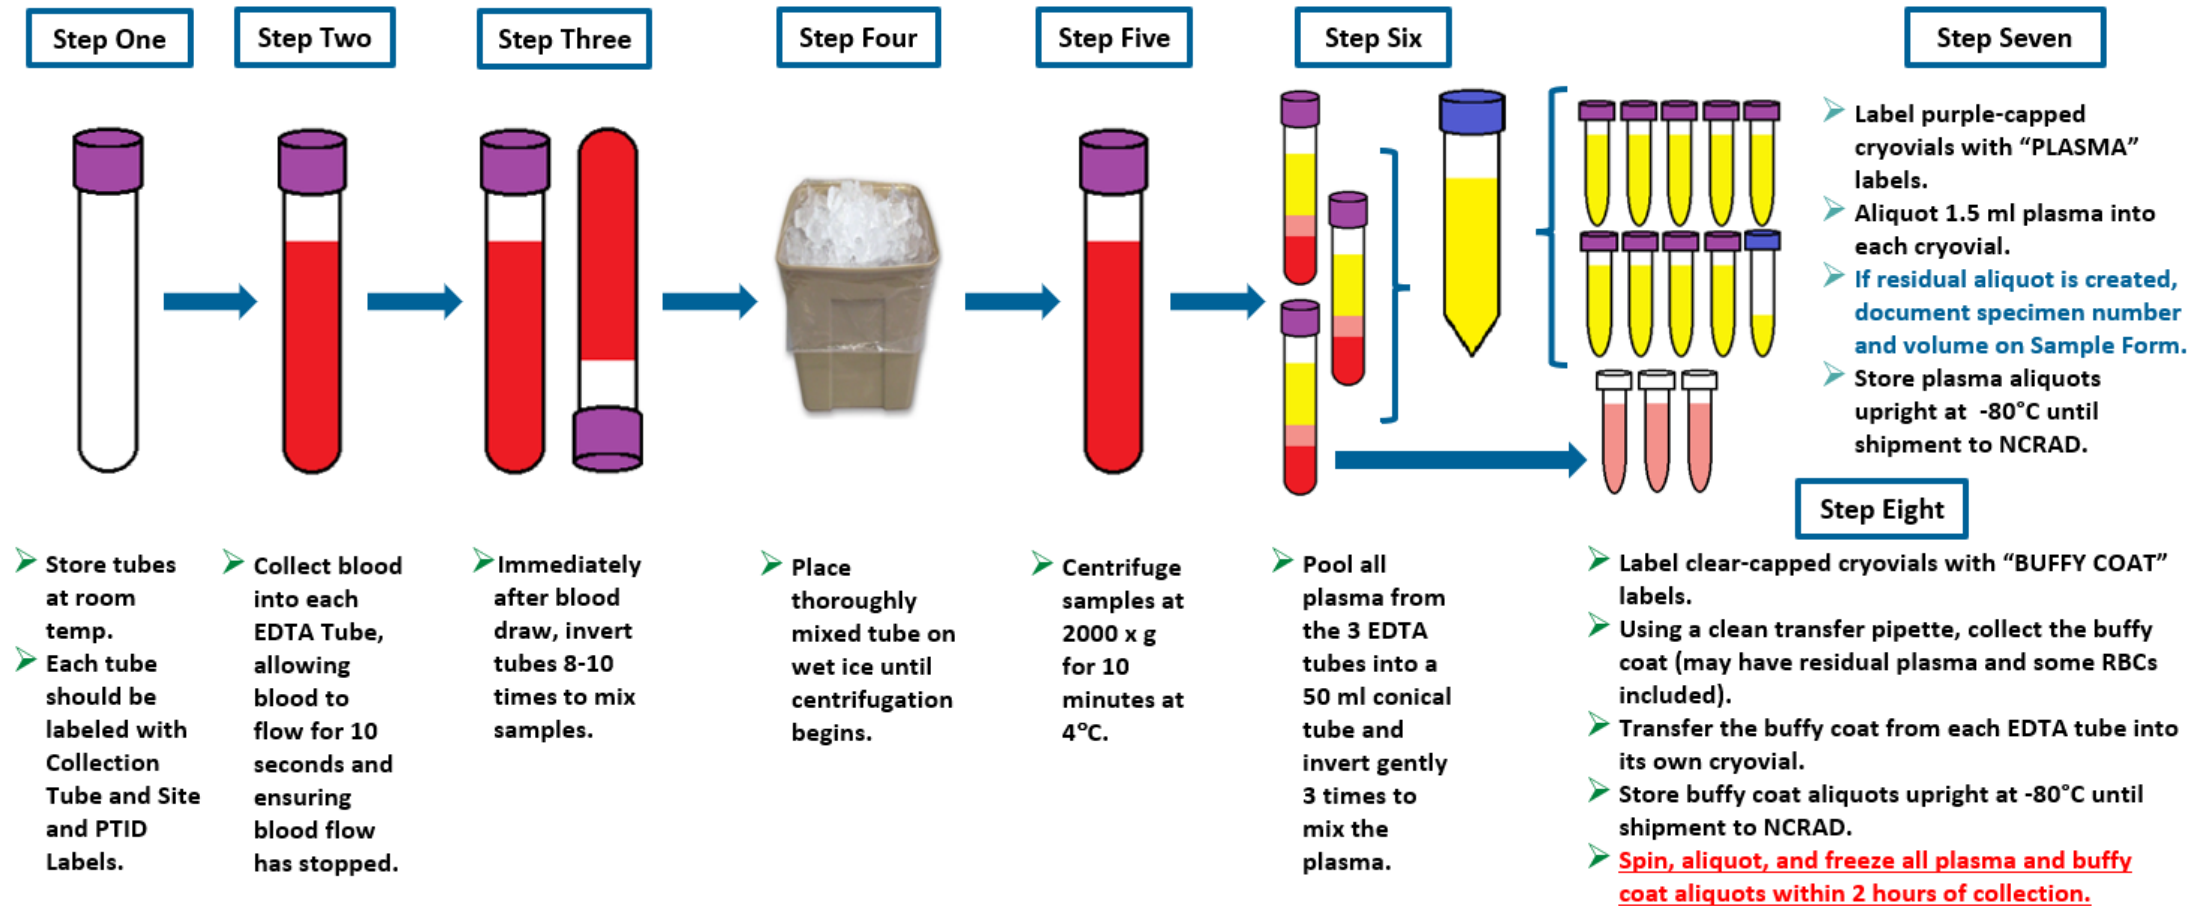 Step One
Store tubes
at room
temp.
Each tube
should be
labeled with
Collection
Tube and Site
and PTID
Labels.
Step Two
Collect blood
into each
EDTA Tube,
allowing
blood to
flow for 10
seconds and
ensuring
blood flow
has stopped.
Step Three
Immediately
after blood
draw, invert
tubes 8-10
times to mix
samples.
Step Four
Place
thoroughly
mixed tube on
wet ice until
centrifugation
begins.
Step Five
Centrifuge
samples at
2000 x g
for 10
minutes at
4°C.
Step Six
Pool all
plasma from
the 3 EDTA
tubes into a
50 ml conical
tube and
invert gently
3 times to
mix the
plasma.
Step Seven
Label purple-capped
cryovials with “PLASMA”
labels.
Aliquot 1.5 ml plasma into
each cryovial.
If residual aliquot is created,
document specimen number
and volume on Sample Form.
Store plasma aliquots
upright at -80°C until
shipment to NCRAD.
Step Eight
Label clear-capped cryovials with “BUFFY COAT”
labels.
Using a clean transfer pipette, collect the buffy
coat (may have residual plasma and some RBCs
included).
Transfer the buffy coat from each EDTA tube into
its own cryovial.
Store buffy coat aliquots upright at -80°C until
shipment to NCRAD.
Spin, aliquot, and freeze all plasma and buffy
coat aliquots within 2 hours of collection.